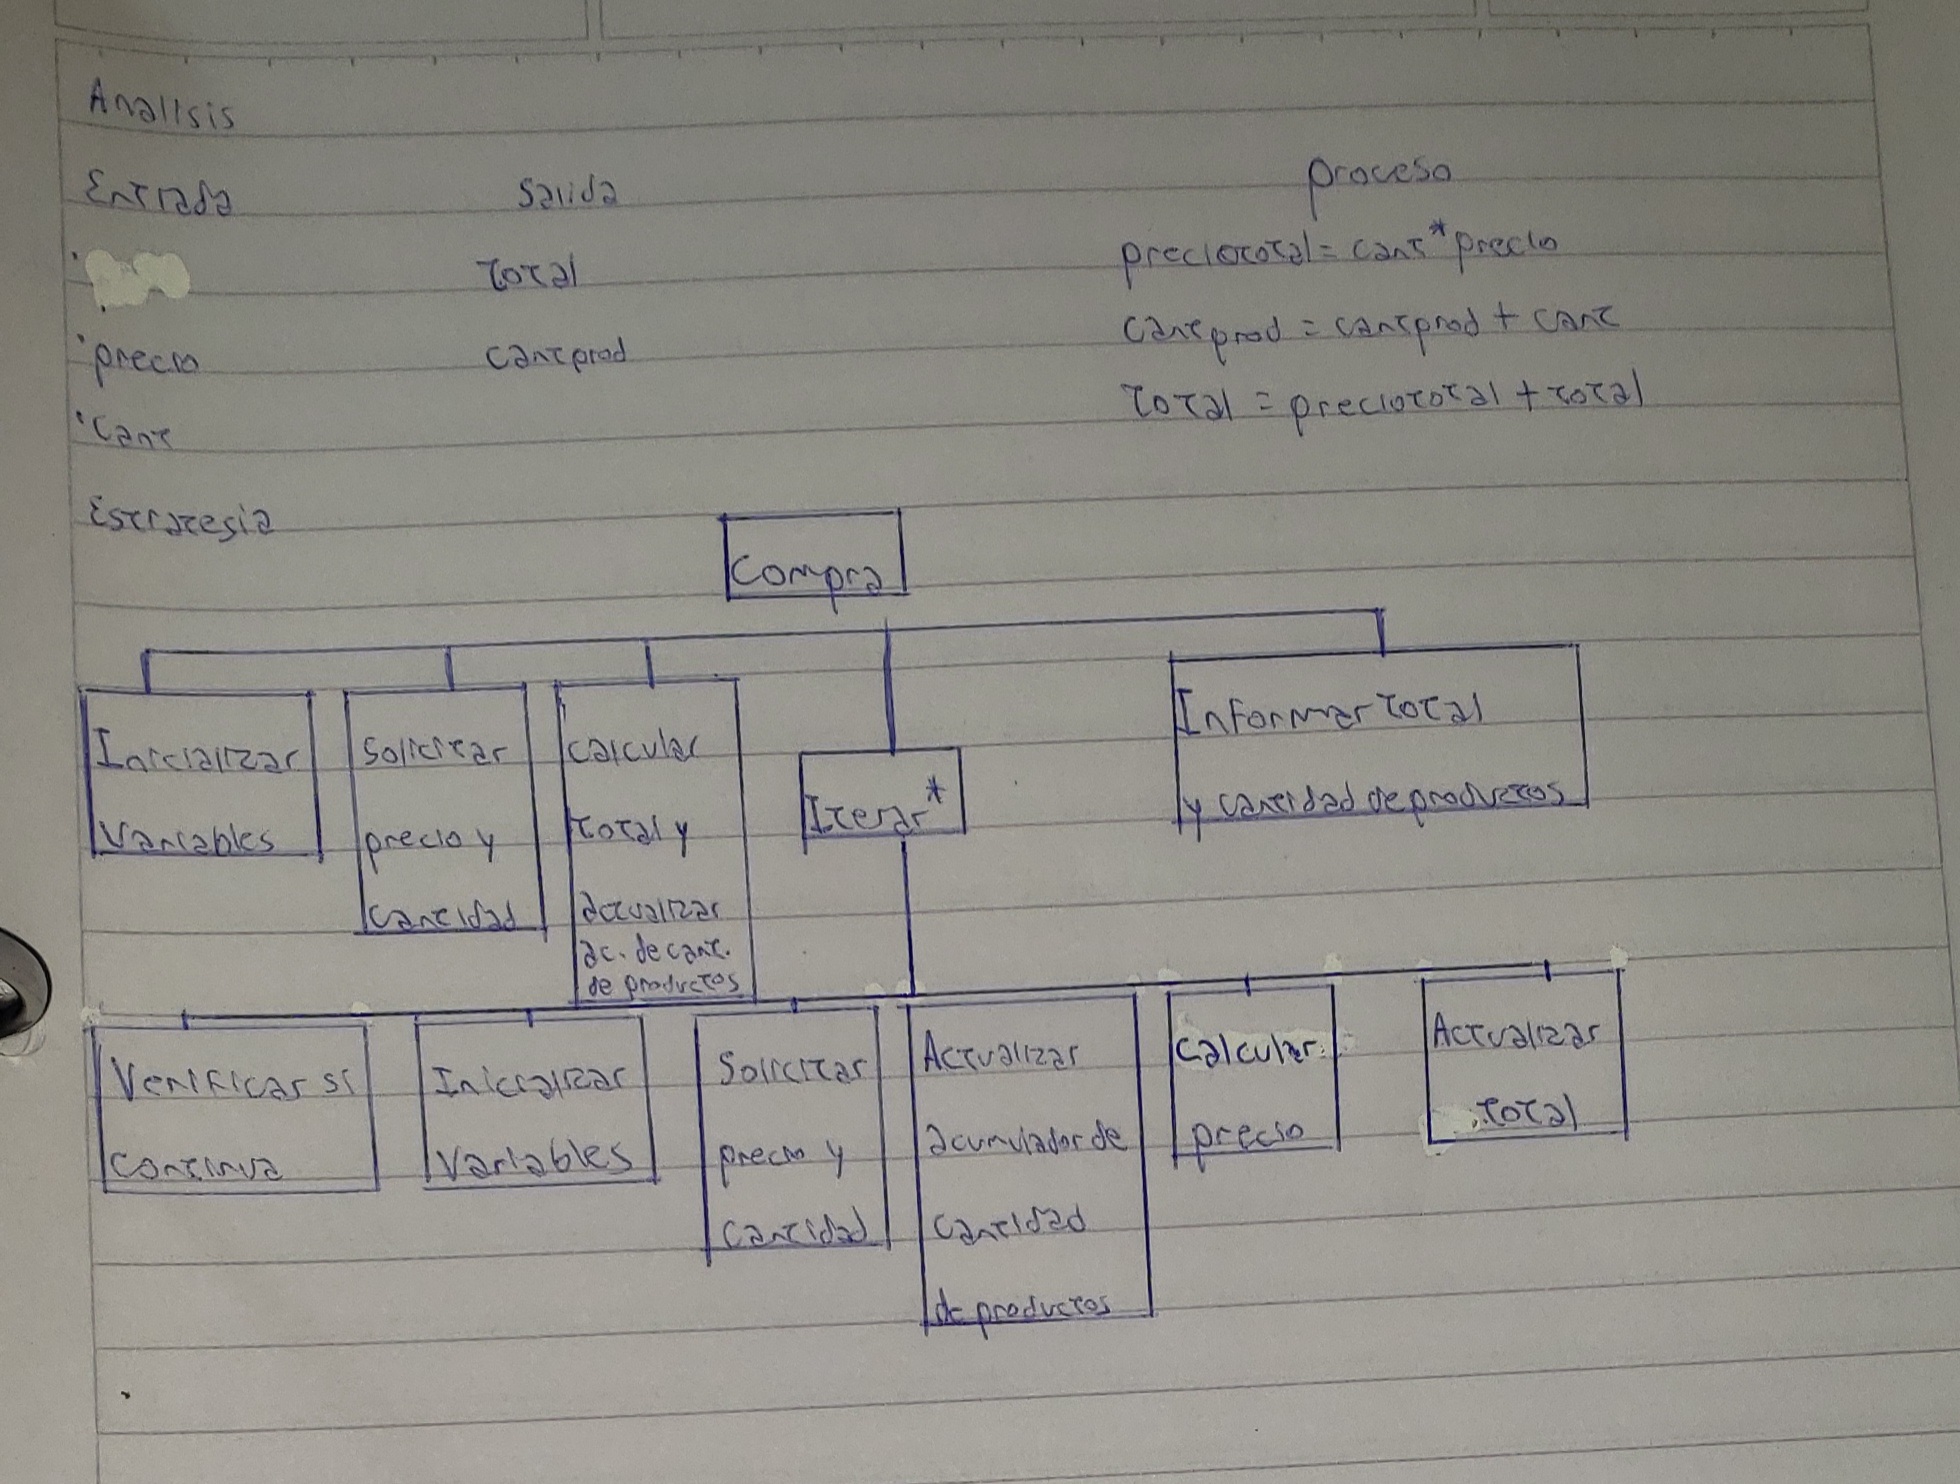 Analisis
Entrada Salida proceso
total preciototal = cant * precio
precio cantprod cantprod = cantprod + cant
cant total = preciototal + total
Estrategia
Compra
Inicializar
variables
Solicitar
precio y
cantidad
calcular
total y
actualizar
ac. de cant.
de productos
Iterar *
Informar total
y cantidad de productos
Verificar si
continua
Inicializar
variables
Solicitar
precio y
cantidad
Actualizar
acumulador de
cantidad
de productos
calcular
precio
Actualizar
total